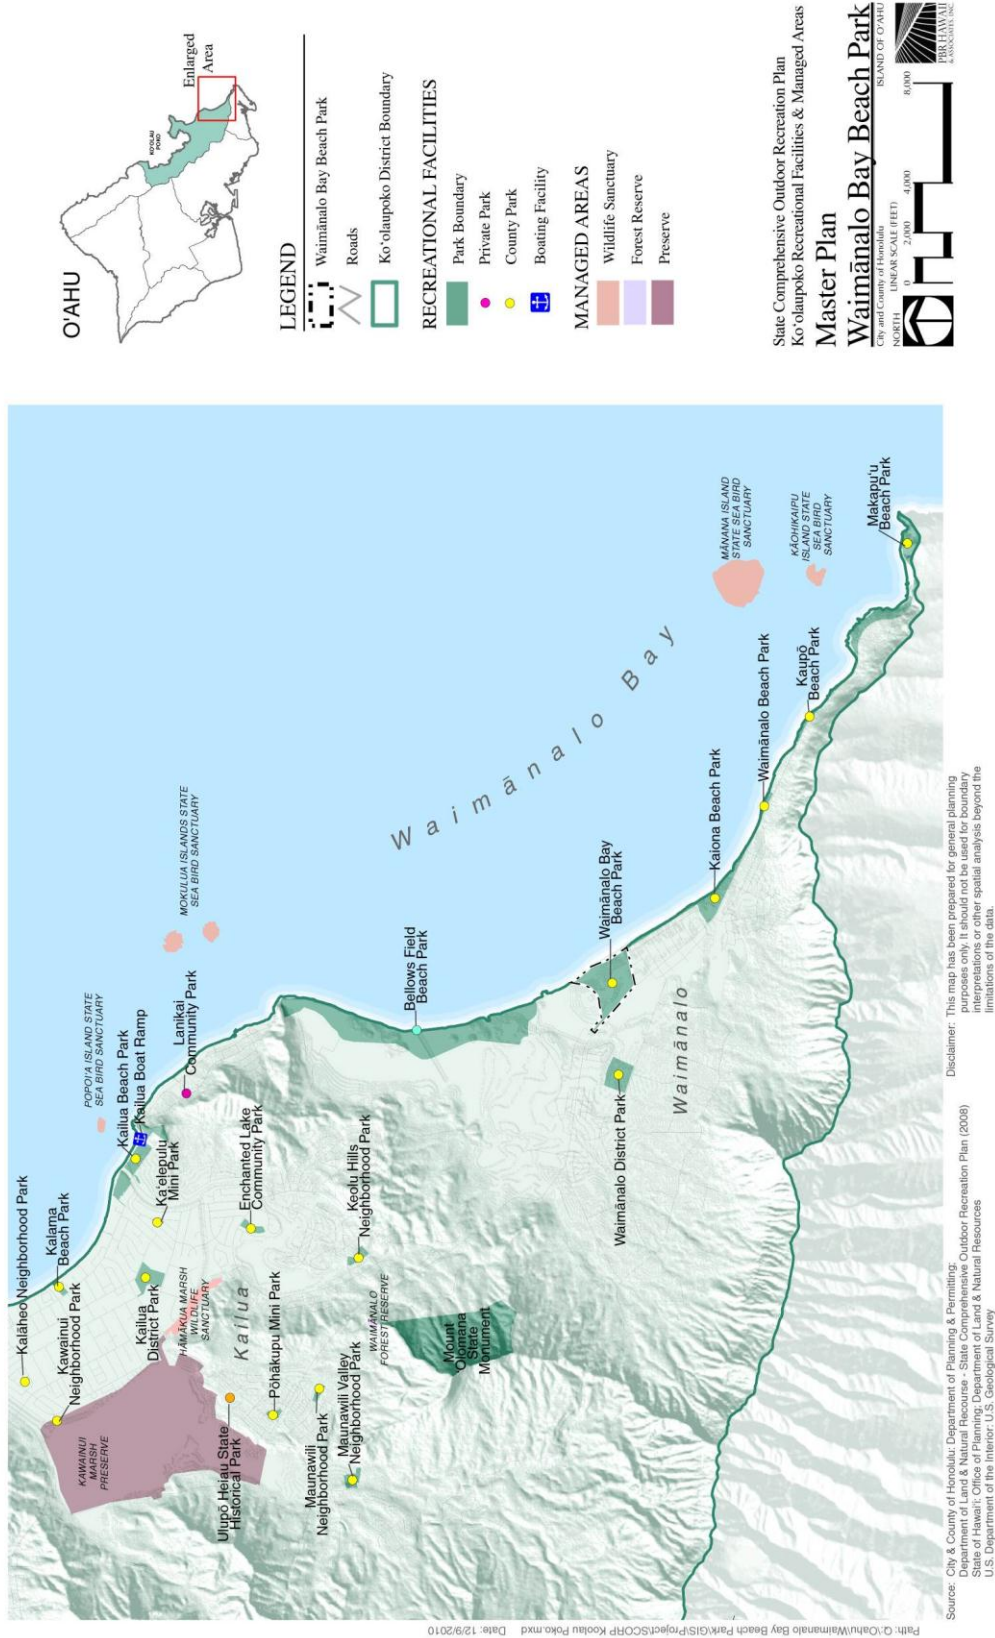 KALĀHEO Neighborhood Park
Kalama
Beach Park
Kawainui
Neighborhood Park
KAWAINUI
MARSH
PRESERVE
POPOI'A ISLAND STATE
SEA BIRD SANCTUARY
Kailua Beach Park
Kailua Boat Ramp
Ka'elepulu
Mini Park
Kailua
District Park
HĀMĀKUA MARSH
WILDLIFE
SANCTUARY
Lanikai
Community Park
MOKULUA ISLANDS STATE
SEA BIRD SANCTUARY
Enchanted Lake
Community Park
Kailua
Ulupō Heiau State
Historical Park
Pōhākupu Mini Park
Maunawili
Neighborhood Park
Maunawili Valley
Neighborhood Park
Keolu Hills
Neighborhood Park
WAIMĀNALO
FOREST RESERVE
Mount
Olomana
State
Monument
Bellows Field
Beach Park
Waimānalo Bay
Waimānalo Bay
Beach Park
Waimānalo District Park
Waimānalo
Kaiona Beach Park
Waimānalo Beach Park
Kaupō
Beach Park
MĀNANA ISLAND
STATE SEA BIRD
SANCTUARY
KĀOHIKAIPU
ISLAND STATE
SEA BIRD
SANCTUARY
Makapu'u
Beach Park
O'AHU
KO'OLAU
POKO
Enlarged
Area
LEGEND
Waimānalo Bay Beach Park
Roads
Ko'olaupoko District Boundary
RECREATIONAL FACILITIES
Park Boundary
Private Park
County Park
Boating Facility
MANAGED AREAS
Wildlife Sanctuary
Forest Reserve
Preserve
State Comprehensive Outdoor Recreation Plan
Ko'olaupoko Recreational Facilities & Managed Areas
Master Plan
Waimānalo Bay Beach Park
City and County of Honolulu
ISLAND OF O'AHU
NORTH
LINEAR SCALE (FEET)
0 2,000 4,000 8,000
PBR HAWAII
& ASSOCIATES, INC.
Source: City & County of Honolulu: Department of Planning & Permitting;
Department of Land & Natural Recourse - State Comprehensive Outdoor Recreation Plan (2008)
State of Hawai'i: Office of Planning; Department of Land & Natural Resources
U.S. Department of the Interior: U.S. Geological Survey
Disclaimer: This map has been prepared for general planning
purposes only. It should not be used for boundary
interpretations or other spatial analysis beyond the
limitations of the data.
Path: Q:\Oahu\Waimanalo Bay Beach Park\GIS\Project\SCORP Koolau Poko.mxd Date: 12/9/2010